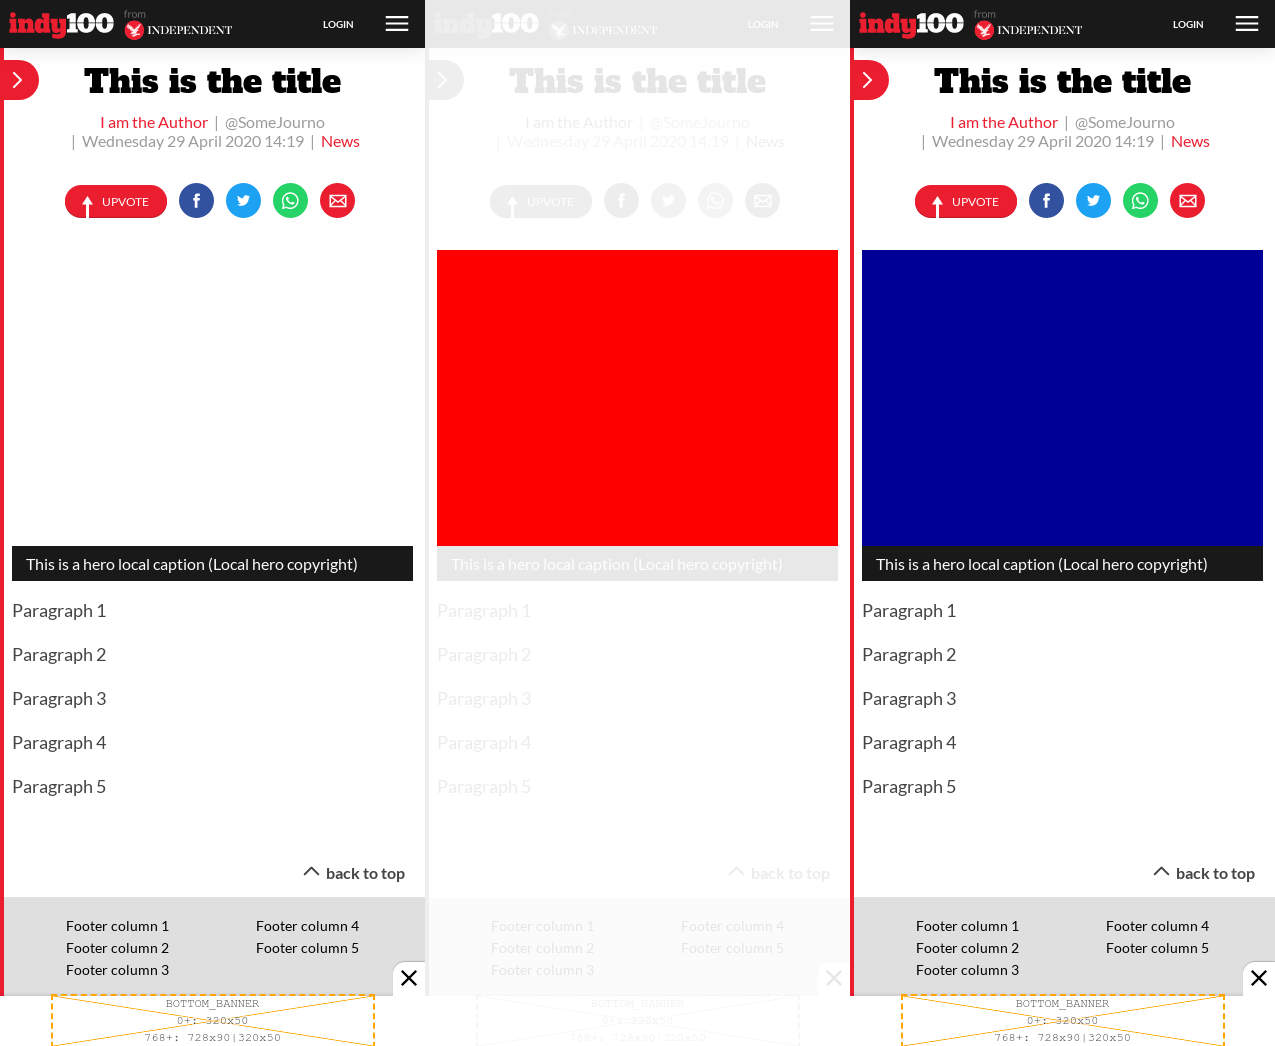 indy100 from INDEPENDENT LOGIN
This is the title
I am the Author | @SomeJourno
| Wednesday 29 April 2020 14:19 | News
UPVOTE
This is a hero local caption (Local hero copyright)
Paragraph 1
Paragraph 2
Paragraph 3
Paragraph 4
Paragraph 5
back to top
Footer column 1
Footer column 2
Footer column 3
Footer column 4
Footer column 5
BOTTOM_BANNER
0+: 320x50
768+: 728x90|320x50
indy100 from INDEPENDENT LOGIN
This is the title
I am the Author | @SomeJourno
| Wednesday 29 April 2020 14:19 | News
UPVOTE
This is a hero local caption (Local hero copyright)
Paragraph 1
Paragraph 2
Paragraph 3
Paragraph 4
Paragraph 5
back to top
Footer column 1
Footer column 2
Footer column 3
Footer column 4
Footer column 5
BOTTOM_BANNER
0+: 320x50
768+: 728x90|320x50
indy100 from INDEPENDENT LOGIN
This is the title
I am the Author | @SomeJourno
| Wednesday 29 April 2020 14:19 | News
UPVOTE
This is a hero local caption (Local hero copyright)
Paragraph 1
Paragraph 2
Paragraph 3
Paragraph 4
Paragraph 5
back to top
Footer column 1
Footer column 2
Footer column 3
Footer column 4
Footer column 5
BOTTOM_BANNER
0+: 320x50
768+: 728x90|320x50